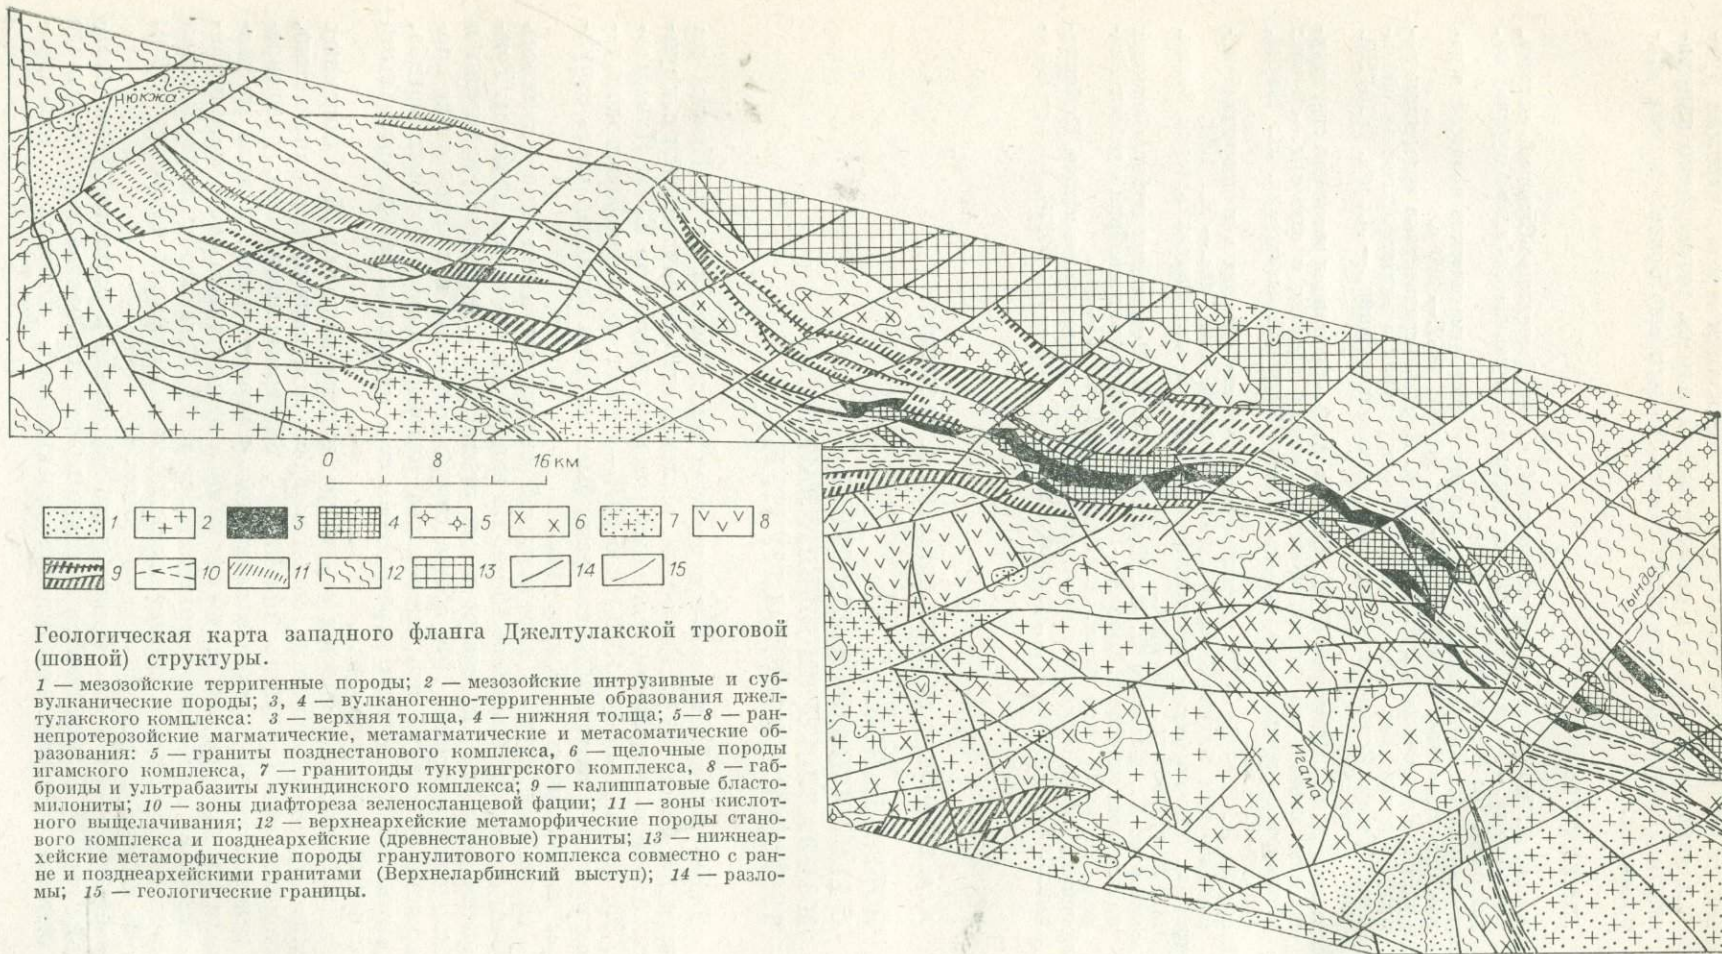 Нюкжа
Тында
Игама
0 8 16 км
1 2 3 4 5 6 7 8
9 10 11 12 13 14 15
Геологическая карта западного фланга Джелтулакской троговой
(шовной) структуры.
1 — мезозойские терригенные породы; 2 — мезозойские интрузивные и суб-
вулканические породы; 3, 4 — вулканогенно-терригенные образования джел-
тулакского комплекса: 3 — верхняя толща, 4 — нижняя толща; 5—8 — ран-
непротерозойские магматические, метамагматические и метасоматические об-
разования: 5 — граниты позднестанового комплекса, 6 — щелочные породы
игамского комплекса, 7 — гранитоиды тукурингрского комплекса, 8 — габ-
броиды и ультрабазиты лукиндинского комплекса; 9 — калишпатовые бласто-
милониты; 10 — зоны диафтореза зеленосланцевой фации; 11 — зоны кислот-
ного выщелачивания; 12 — верхнеархейские метаморфические породы стано-
вого комплекса и позднеархейские (древнестановые) граниты; 13 — нижнеар-
хейские метаморфические породы гранулитового комплекса совместно с ран-
не и позднеархейскими гранитами (Верхнеларбинский выступ); 14 — разло-
мы; 15 — геологические границы.